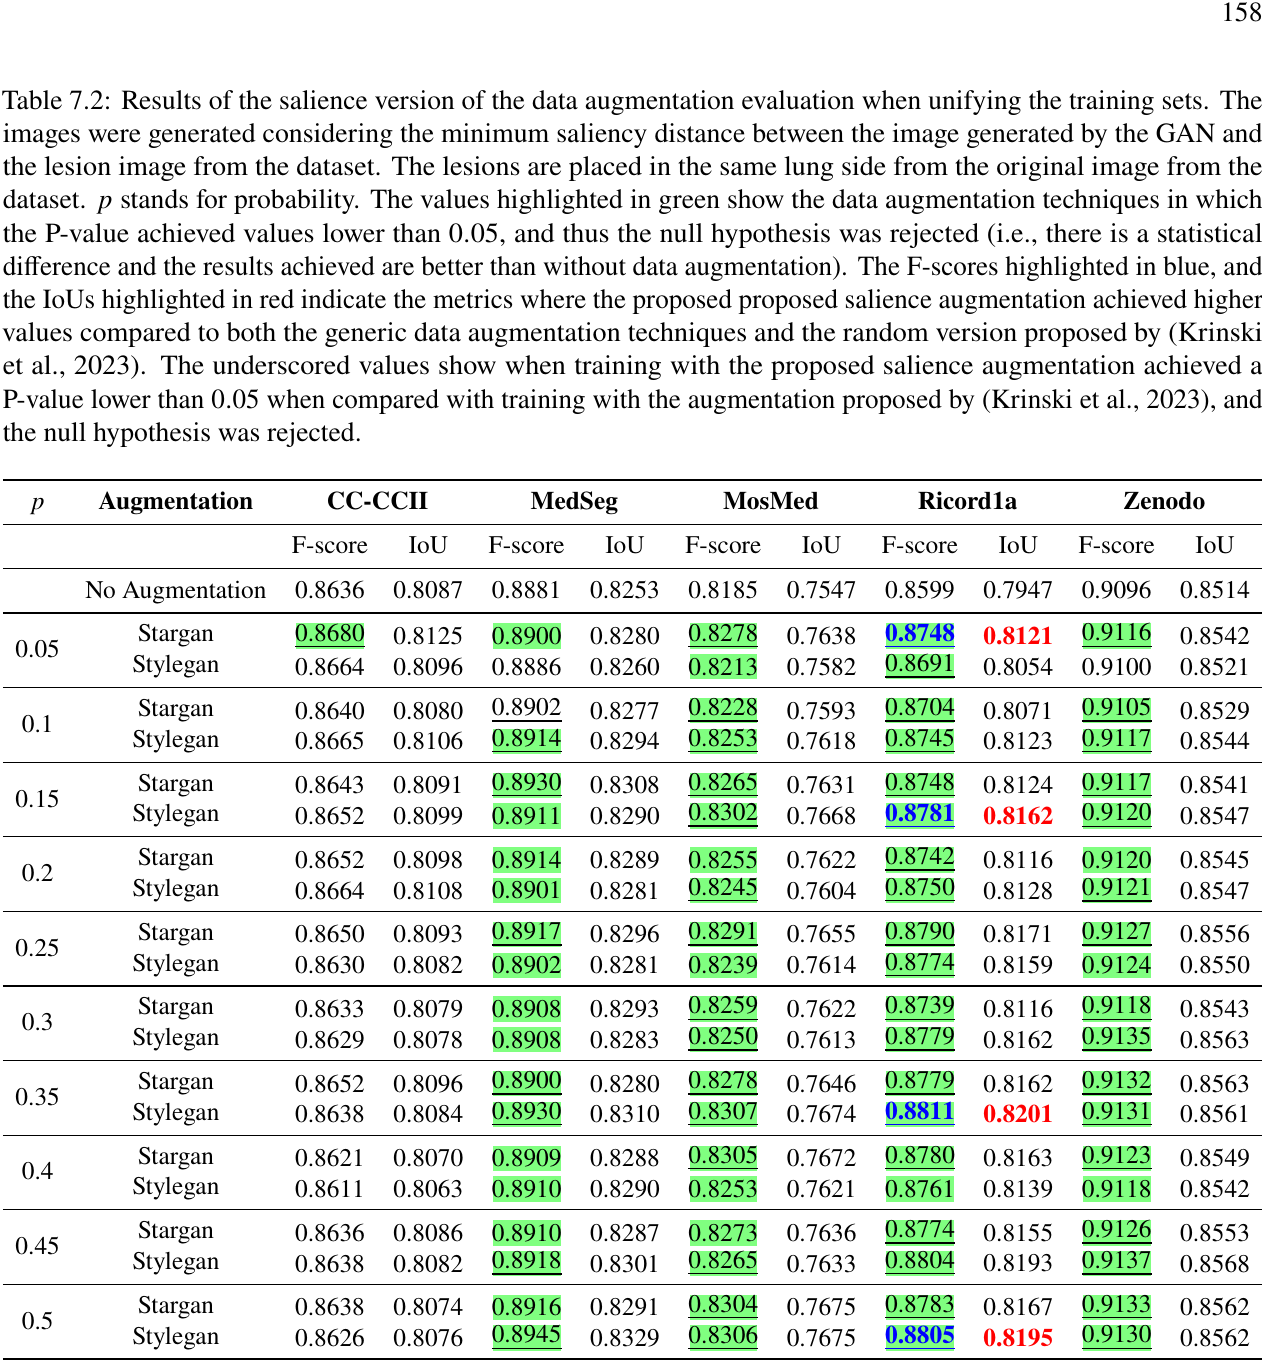 158
Table 7.2: Results of the salience version of the data augmentation evaluation when unifying the training sets. The
images were generated considering the minimum saliency distance between the image generated by the GAN and
the lesion image from the dataset. The lesions are placed in the same lung side from the original image from the
dataset. p stands for probability. The values highlighted in green show the data augmentation techniques in which
the P-value achieved values lower than 0.05, and thus the null hypothesis was rejected (i.e., there is a statistical
difference and the results achieved are better than without data augmentation). The F-scores highlighted in blue, and
the IoUs highlighted in red indicate the metrics where the proposed proposed salience augmentation achieved higher
values compared to both the generic data augmentation techniques and the random version proposed by (Krinski
et al., 2023). The underscored values show when training with the proposed salience augmentation achieved a
P-value lower than 0.05 when compared with training with the augmentation proposed by (Krinski et al., 2023), and
the null hypothesis was rejected.
p Augmentation CC-CCII MedSeg MosMed Ricord1a Zenodo
F-score IoU F-score IoU F-score IoU F-score IoU F-score IoU
No Augmentation 0.8636 0.8087 0.8881 0.8253 0.8185 0.7547 0.8599 0.7947 0.9096 0.8514
0.05
Stargan 0.8680 0.8125 0.8900 0.8280 0.8278 0.7638 0.8748 0.8121 0.9116 0.8542
Stylegan 0.8664 0.8096 0.8886 0.8260 0.8213 0.7582 0.8691 0.8054 0.9100 0.8521
0.1
Stargan 0.8640 0.8080 0.8902 0.8277 0.8228 0.7593 0.8704 0.8071 0.9105 0.8529
Stylegan 0.8665 0.8106 0.8914 0.8294 0.8253 0.7618 0.8745 0.8123 0.9117 0.8544
0.15
Stargan 0.8643 0.8091 0.8930 0.8308 0.8265 0.7631 0.8748 0.8124 0.9117 0.8541
Stylegan 0.8652 0.8099 0.8911 0.8290 0.8302 0.7668 0.8781 0.8162 0.9120 0.8547
0.2
Stargan 0.8652 0.8098 0.8914 0.8289 0.8255 0.7622 0.8742 0.8116 0.9120 0.8545
Stylegan 0.8664 0.8108 0.8901 0.8281 0.8245 0.7604 0.8750 0.8128 0.9121 0.8547
0.25
Stargan 0.8650 0.8093 0.8917 0.8296 0.8291 0.7655 0.8790 0.8171 0.9127 0.8556
Stylegan 0.8630 0.8082 0.8902 0.8281 0.8239 0.7614 0.8774 0.8159 0.9124 0.8550
0.3
Stargan 0.8633 0.8079 0.8908 0.8293 0.8259 0.7622 0.8739 0.8116 0.9118 0.8543
Stylegan 0.8629 0.8078 0.8908 0.8283 0.8250 0.7613 0.8779 0.8162 0.9135 0.8563
0.35
Stargan 0.8652 0.8096 0.8900 0.8280 0.8278 0.7646 0.8779 0.8162 0.9132 0.8563
Stylegan 0.8638 0.8084 0.8930 0.8310 0.8307 0.7674 0.8811 0.8201 0.9131 0.8561
0.4
Stargan 0.8621 0.8070 0.8909 0.8288 0.8305 0.7672 0.8780 0.8163 0.9123 0.8549
Stylegan 0.8611 0.8063 0.8910 0.8290 0.8253 0.7621 0.8761 0.8139 0.9118 0.8542
0.45
Stargan 0.8636 0.8086 0.8910 0.8287 0.8273 0.7636 0.8774 0.8155 0.9126 0.8553
Stylegan 0.8638 0.8082 0.8918 0.8301 0.8265 0.7633 0.8804 0.8193 0.9137 0.8568
0.5
Stargan 0.8638 0.8074 0.8916 0.8291 0.8304 0.7675 0.8783 0.8167 0.9133 0.8562
Stylegan 0.8626 0.8076 0.8945 0.8329 0.8306 0.7675 0.8805 0.8195 0.9130 0.8562